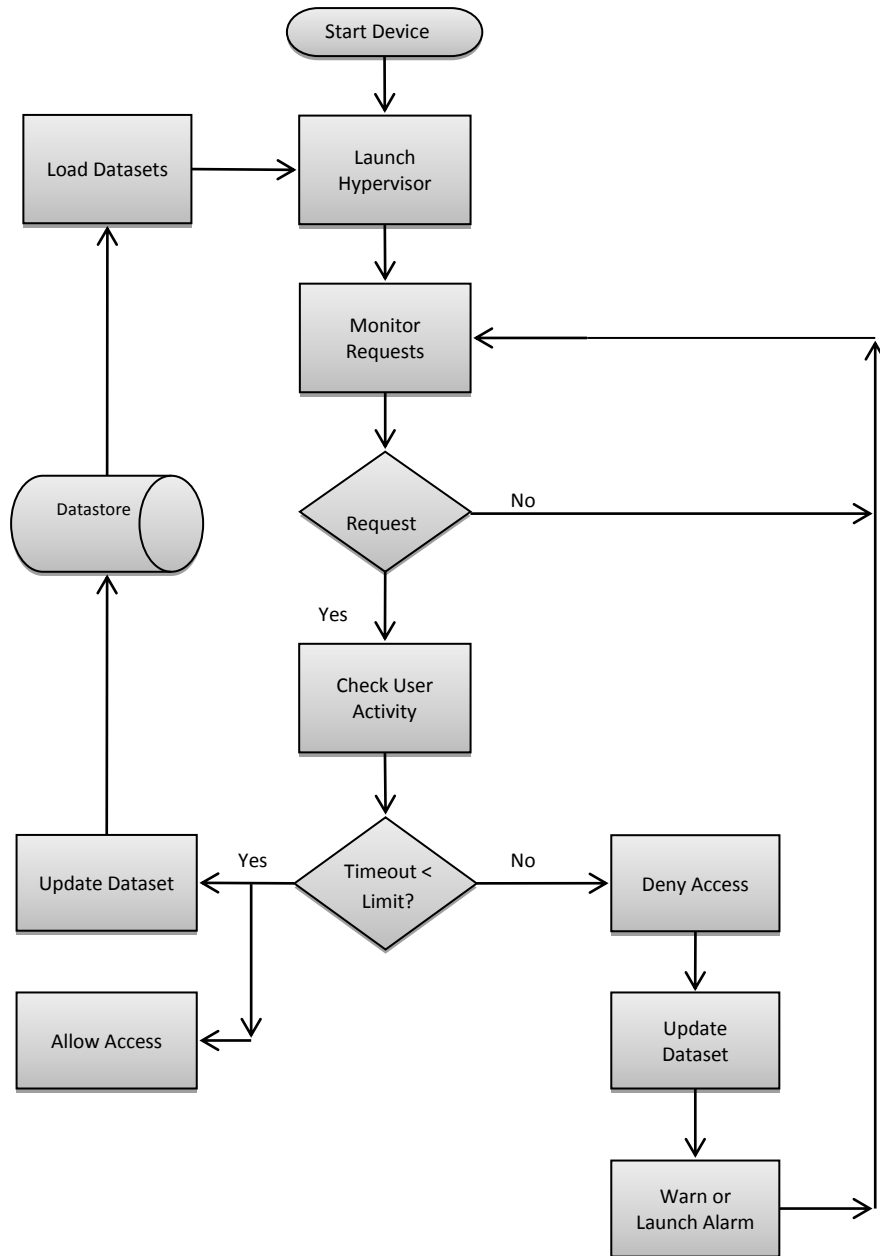 Start Device
Load Datasets
Launch
Hypervisor
Monitor
Requests
Datastore
Request
No
Yes
Check User
Activity
Update Dataset
Yes
Timeout <
Limit?
No
Deny Access
Allow Access
Update
Dataset
Warn or
Launch Alarm